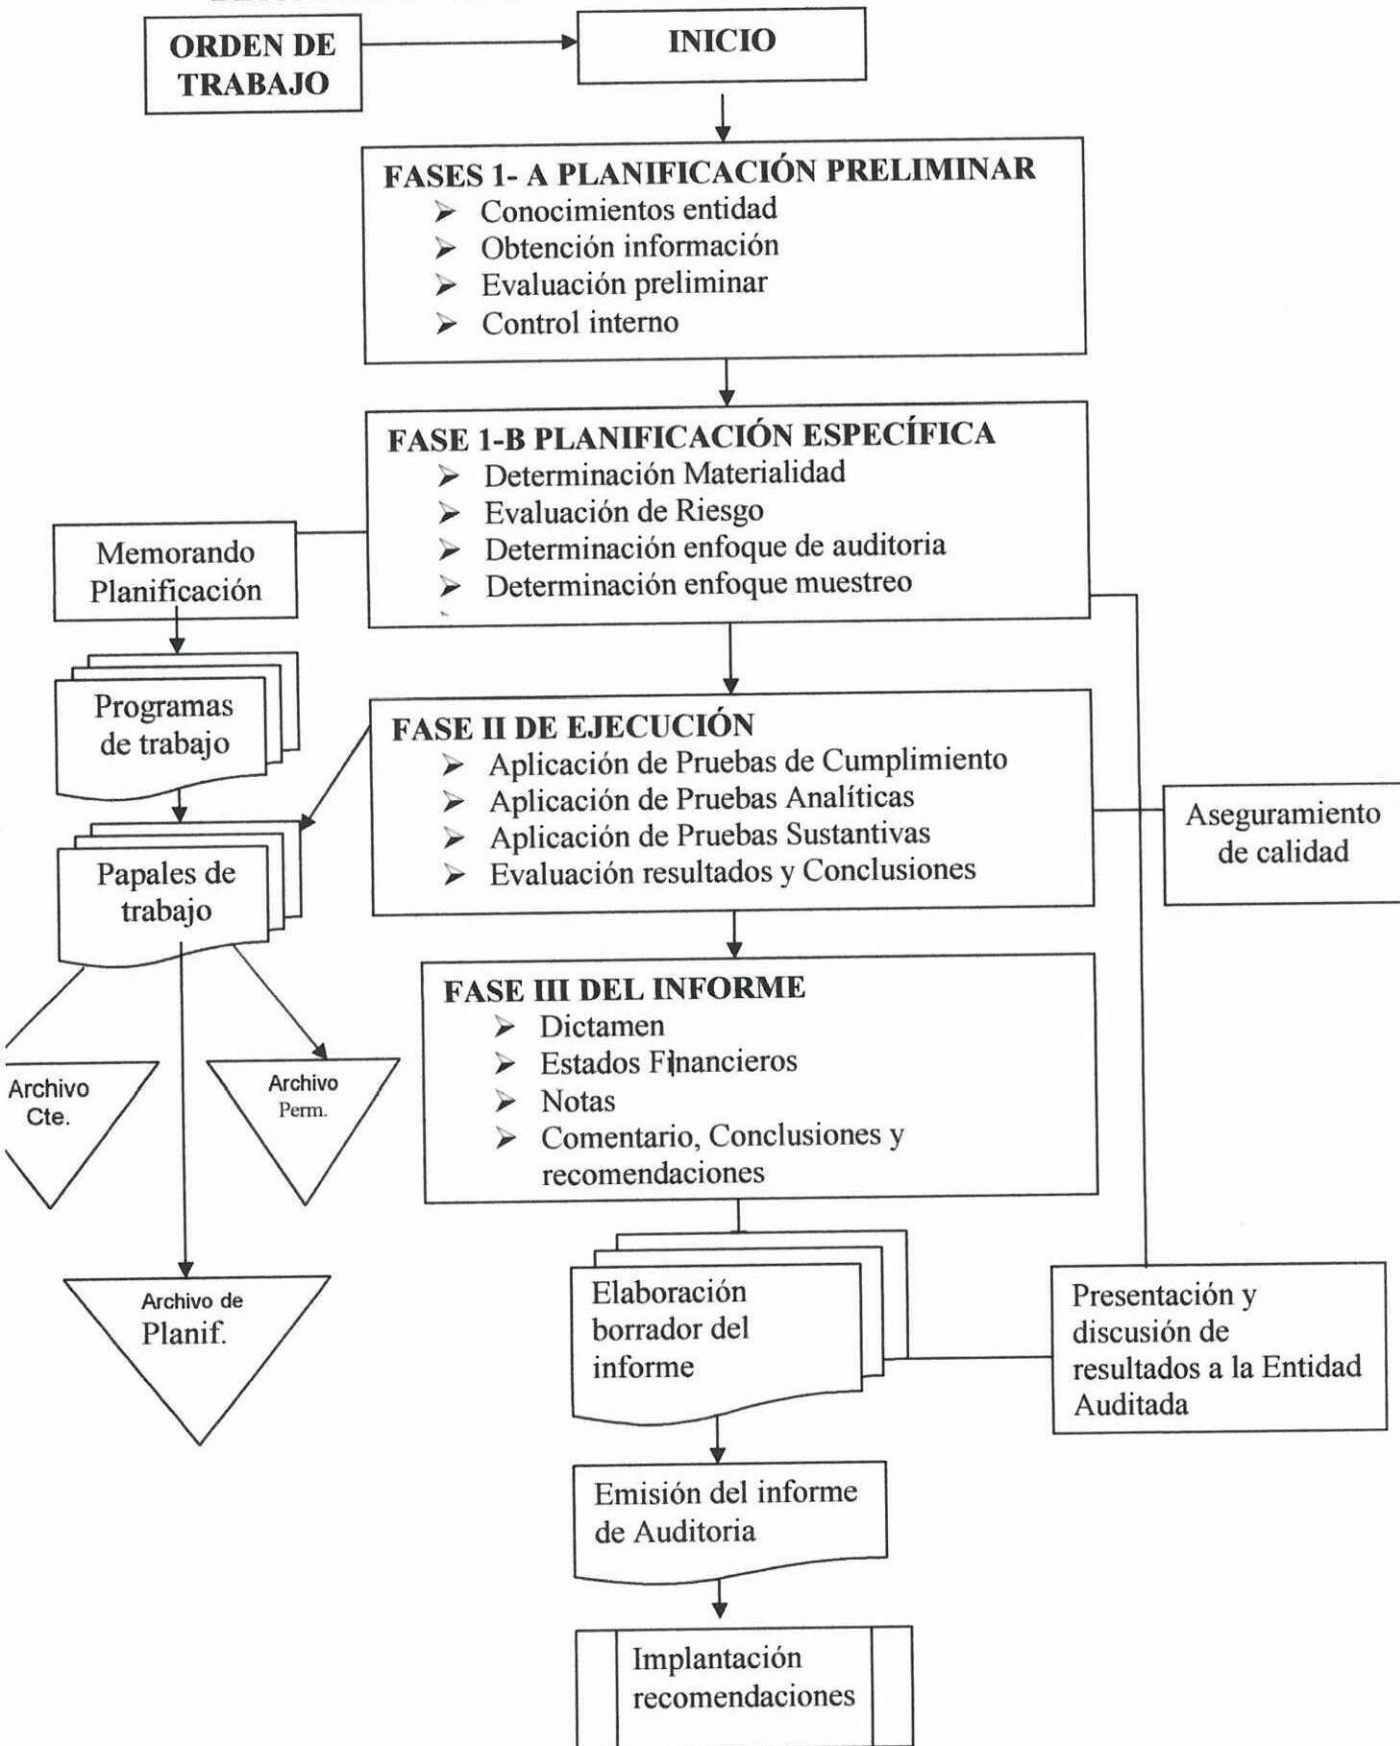 ORDEN DE
TRABAJO
INICIO
FASES 1- A PLANIFICACIÓN PRELIMINAR
➢ Conocimientos entidad
➢ Obtención información
➢ Evaluación preliminar
➢ Control interno
FASE 1-B PLANIFICACIÓN ESPECÍFICA
➢ Determinación Materialidad
➢ Evaluación de Riesgo
➢ Determinación enfoque de auditoria
➢ Determinación enfoque muestreo
Memorando
Planificación
Programas
de trabajo
FASE II DE EJECUCIÓN
➢ Aplicación de Pruebas de Cumplimiento
➢ Aplicación de Pruebas Analíticas
➢ Aplicación de Pruebas Sustantivas
➢ Evaluación resultados y Conclusiones
Aseguramiento
de calidad
Papales de
trabajo
FASE III DEL INFORME
➢ Dictamen
➢ Estados Financieros
➢ Notas
➢ Comentario, Conclusiones y
recomendaciones
Archivo
Cte.
Archivo
Perm.
Archivo de
Planif.
Elaboración
borrador del
informe
Presentación y
discusión de
resultados a la Entidad
Auditada
Emisión del informe
de Auditoria
Implantación
recomendaciones